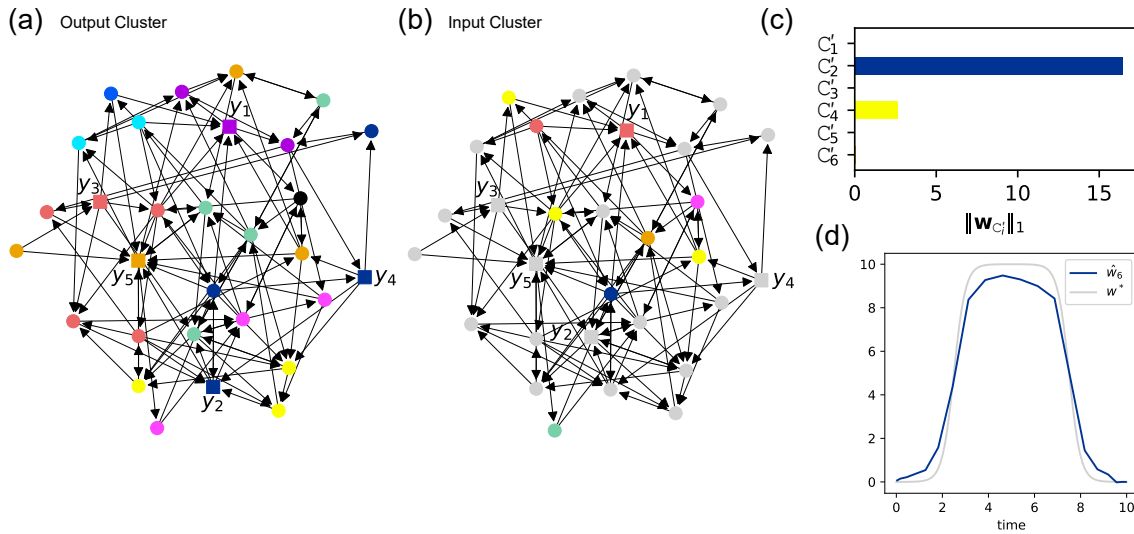 (a) Output Cluster
y₁
y₃
y₅
y₄
y₂
(b) Input Cluster
y₁
y₃
y₅
y₄
y₂
(c)
C′₁
C′₂
C′₃
C′₄
C′₅
C′₆
0 5 10 15
‖w_C′ᵢ‖₁
(d)
10
8
6
4
2
0
ŵ₆
w*
0 2 4 6 8 10
time